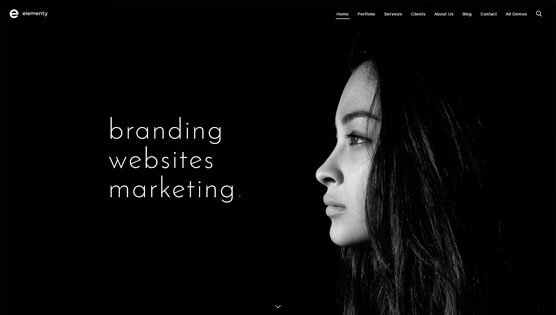 elementy
Home Portfolio Services Clients About Us Blog Contact All Demos
branding
websites
marketing.